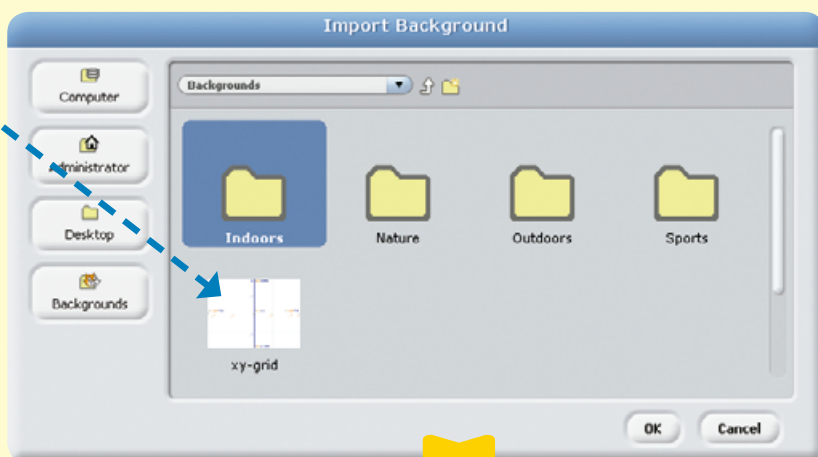 Import Background
Computer
Administrator
Desktop
Backgrounds
Backgrounds
Indoors
Nature
Outdoors
Sports
xy-grid
OK
Cancel